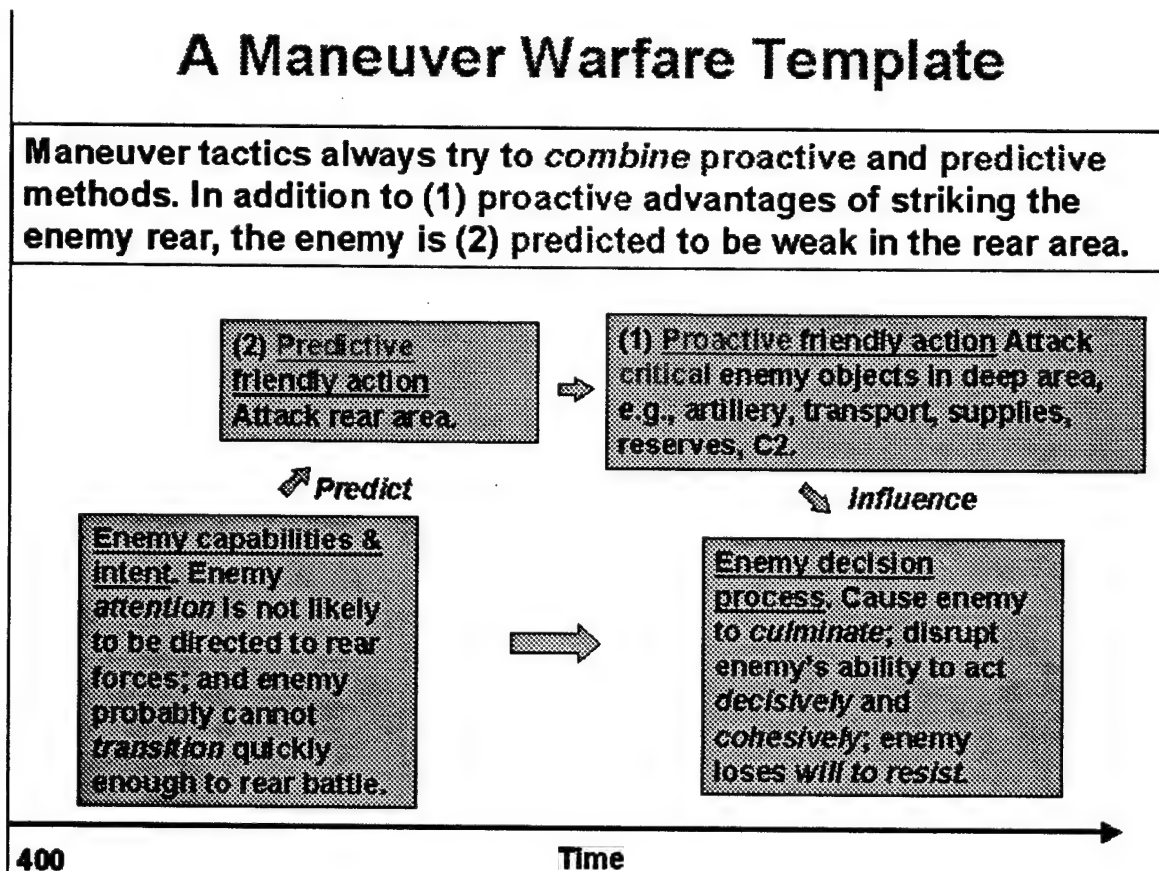 A Maneuver Warfare Template
Maneuver tactics always try to combine proactive and predictive
methods. In addition to (1) proactive advantages of striking the
enemy rear, the enemy is (2) predicted to be weak in the rear area.
(2) Predictive
friendly action
Attack rear area.
(1) Proactive friendly action Attack
critical enemy objects in deep area,
e.g., artillery, transport, supplies,
reserves, C2.
Predict
Influence
Enemy capabilities &
intent. Enemy
attention is not likely
to be directed to rear
forces; and enemy
probably cannot
transition quickly
enough to rear battle.
Enemy decision
process. Cause enemy
to culminate; disrupt
enemy's ability to act
decisively and
cohesively; enemy
loses will to resist.
400
Time